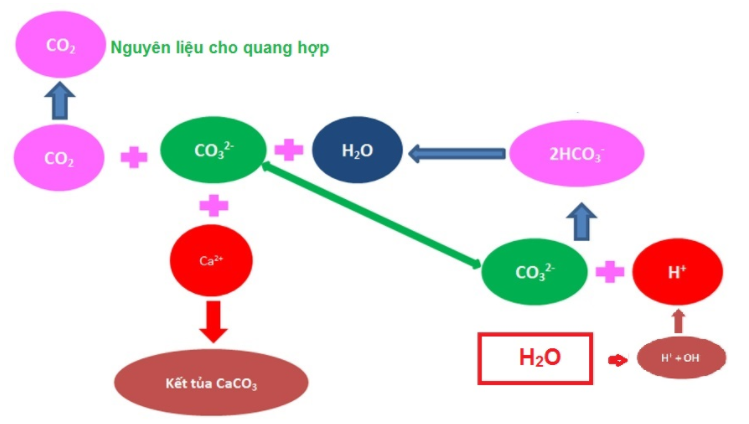 CO₂ Nguyên liệu cho quang hợp
CO₂ + CO₃²⁻ + H₂O 2HCO₃⁻
+
Ca²⁺ CO₃²⁻ + H⁺
H₂O H⁺ + OH
Kết tủa CaCO₃